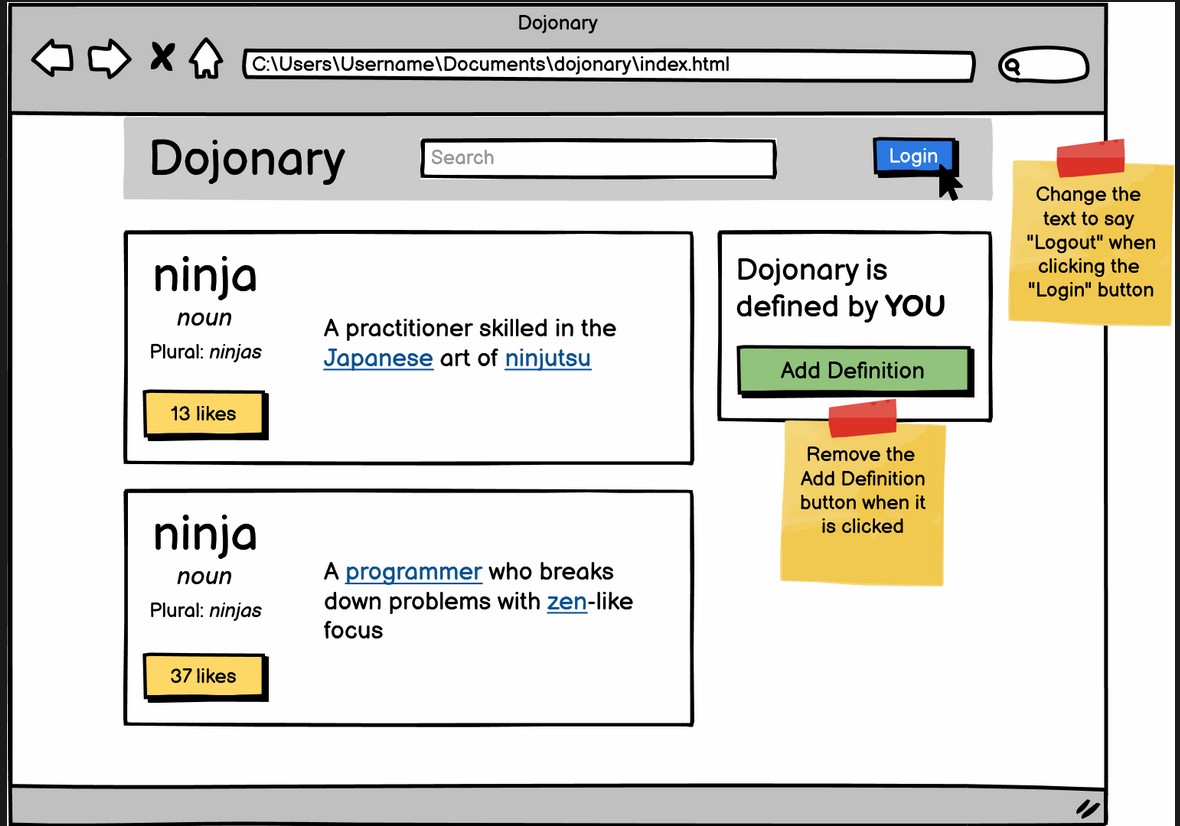 Dojonary
C:\Users\Username\Documents\dojonary\index.html
Dojonary
Search
Login
Change the
text to say
"Logout" when
clicking the
"Login" button
ninja
noun
Plural: ninjas
13 likes
A practitioner skilled in the
Japanese art of ninjutsu
Dojonary is
defined by YOU
Add Definition
Remove the
Add Definition
button when it
is clicked
ninja
noun
Plural: ninjas
37 likes
A programmer who breaks
down problems with zen-like
focus